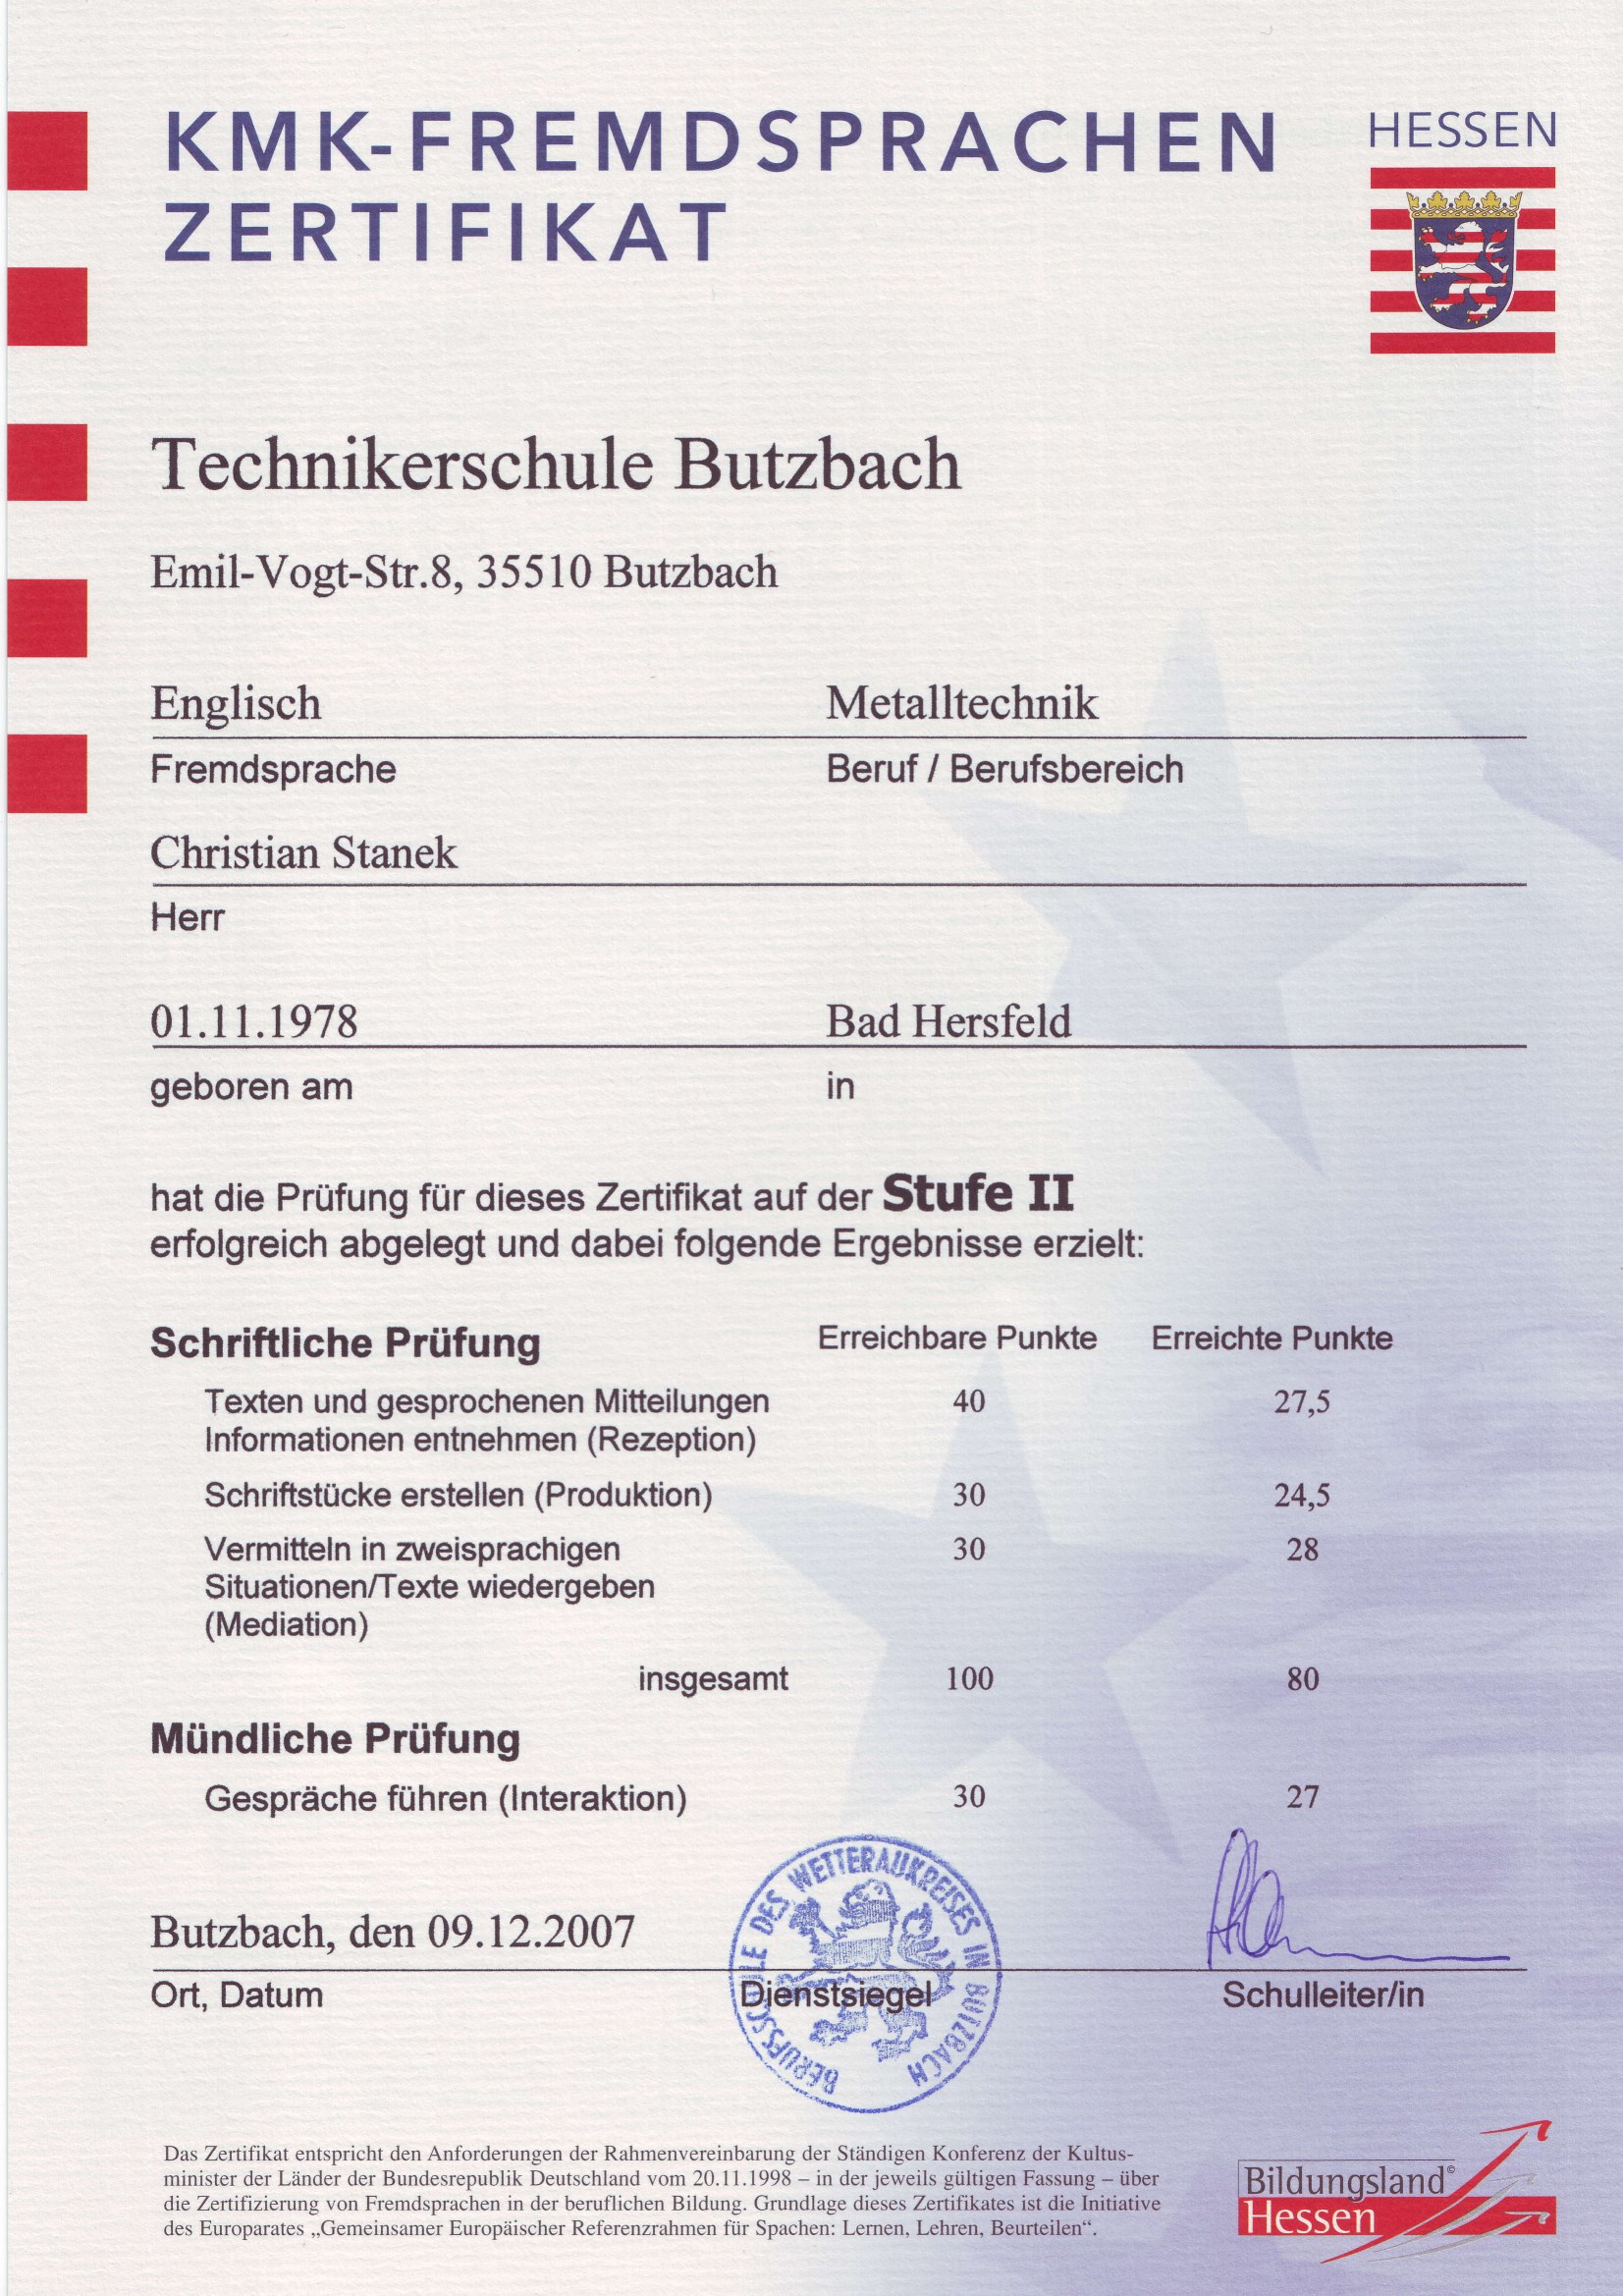 KMK-FREMDSPRACHEN
ZERTIFIKAT
HESSEN
Technikerschule Butzbach
Emil-Vogt-Str.8, 35510 Butzbach
Englisch Metalltechnik
Fremdsprache Beruf / Berufsbereich
Christian Stanek
Herr
01.11.1978 Bad Hersfeld
geboren am in
hat die Prüfung für dieses Zertifikat auf der Stufe II
erfolgreich abgelegt und dabei folgende Ergebnisse erzielt:
Schriftliche Prüfung Erreichbare Punkte Erreichte Punkte
Texten und gesprochenen Mitteilungen 40 27,5
Informationen entnehmen (Rezeption)
Schriftstücke erstellen (Produktion) 30 24,5
Vermitteln in zweisprachigen 30 28
Situationen/Texte wiedergeben
(Mediation)
insgesamt 100 80
Mündliche Prüfung
Gespräche führen (Interaktion) 30 27
BERUFSSCHULE DES WETTERAUKREISES IN BUTZBACH
Butzbach, den 09.12.2007
Ort, Datum Dienstsiegel Schulleiter/in
Das Zertifikat entspricht den Anforderungen der Rahmenvereinbarung der Ständigen Konferenz der Kultus-
minister der Länder der Bundesrepublik Deutschland vom 20.11.1998 – in der jeweils gültigen Fassung – über
die Zertifizierung von Fremdsprachen in der beruflichen Bildung. Grundlage dieses Zertifikates ist die Initiative
des Europarates „Gemeinsamer Europäischer Referenzrahmen für Spachen: Lernen, Lehren, Beurteilen“.
Bildungsland©
Hessen